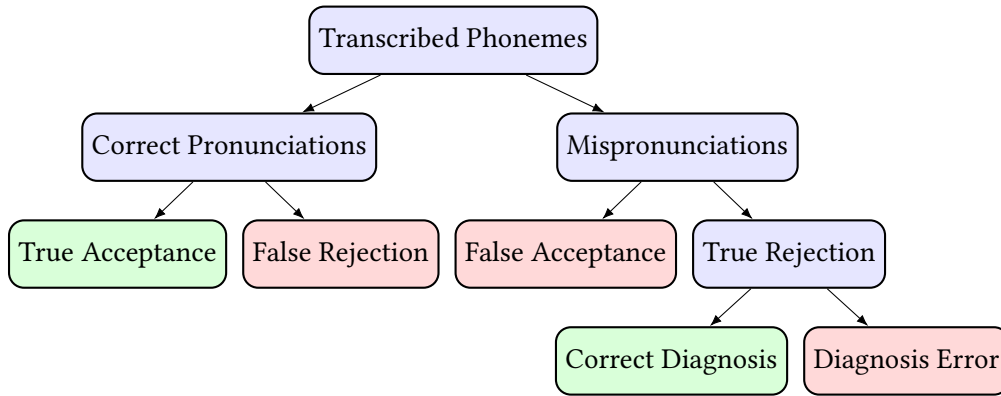 Transcribed Phonemes
Correct Pronunciations
Mispronunciations
True Acceptance
False Rejection
False Acceptance
True Rejection
Correct Diagnosis
Diagnosis Error